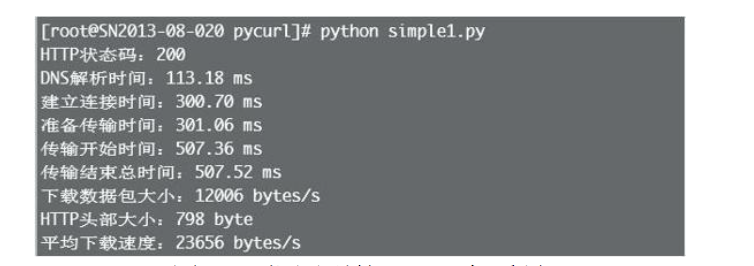 [root@SN2013-08-020 pycurl]# python simple1.py
HTTP状态码：200
DNS解析时间：113.18 ms
建立连接时间：300.70 ms
准备传输时间：301.06 ms
传输开始时间：507.36 ms
传输结束总时间：507.52 ms
下载数据包大小：12006 bytes/s
HTTP头部大小：798 byte
平均下载速度：23656 bytes/s